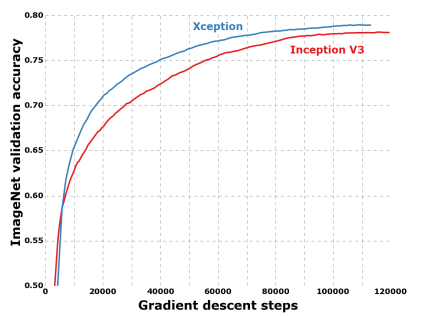 0.80
Xception
Inception V3
0.75
0.70
0.65
0.60
0.55
0.50
ImageNet validation accuracy
0 20000 40000 60000 80000 100000 120000
Gradient descent steps